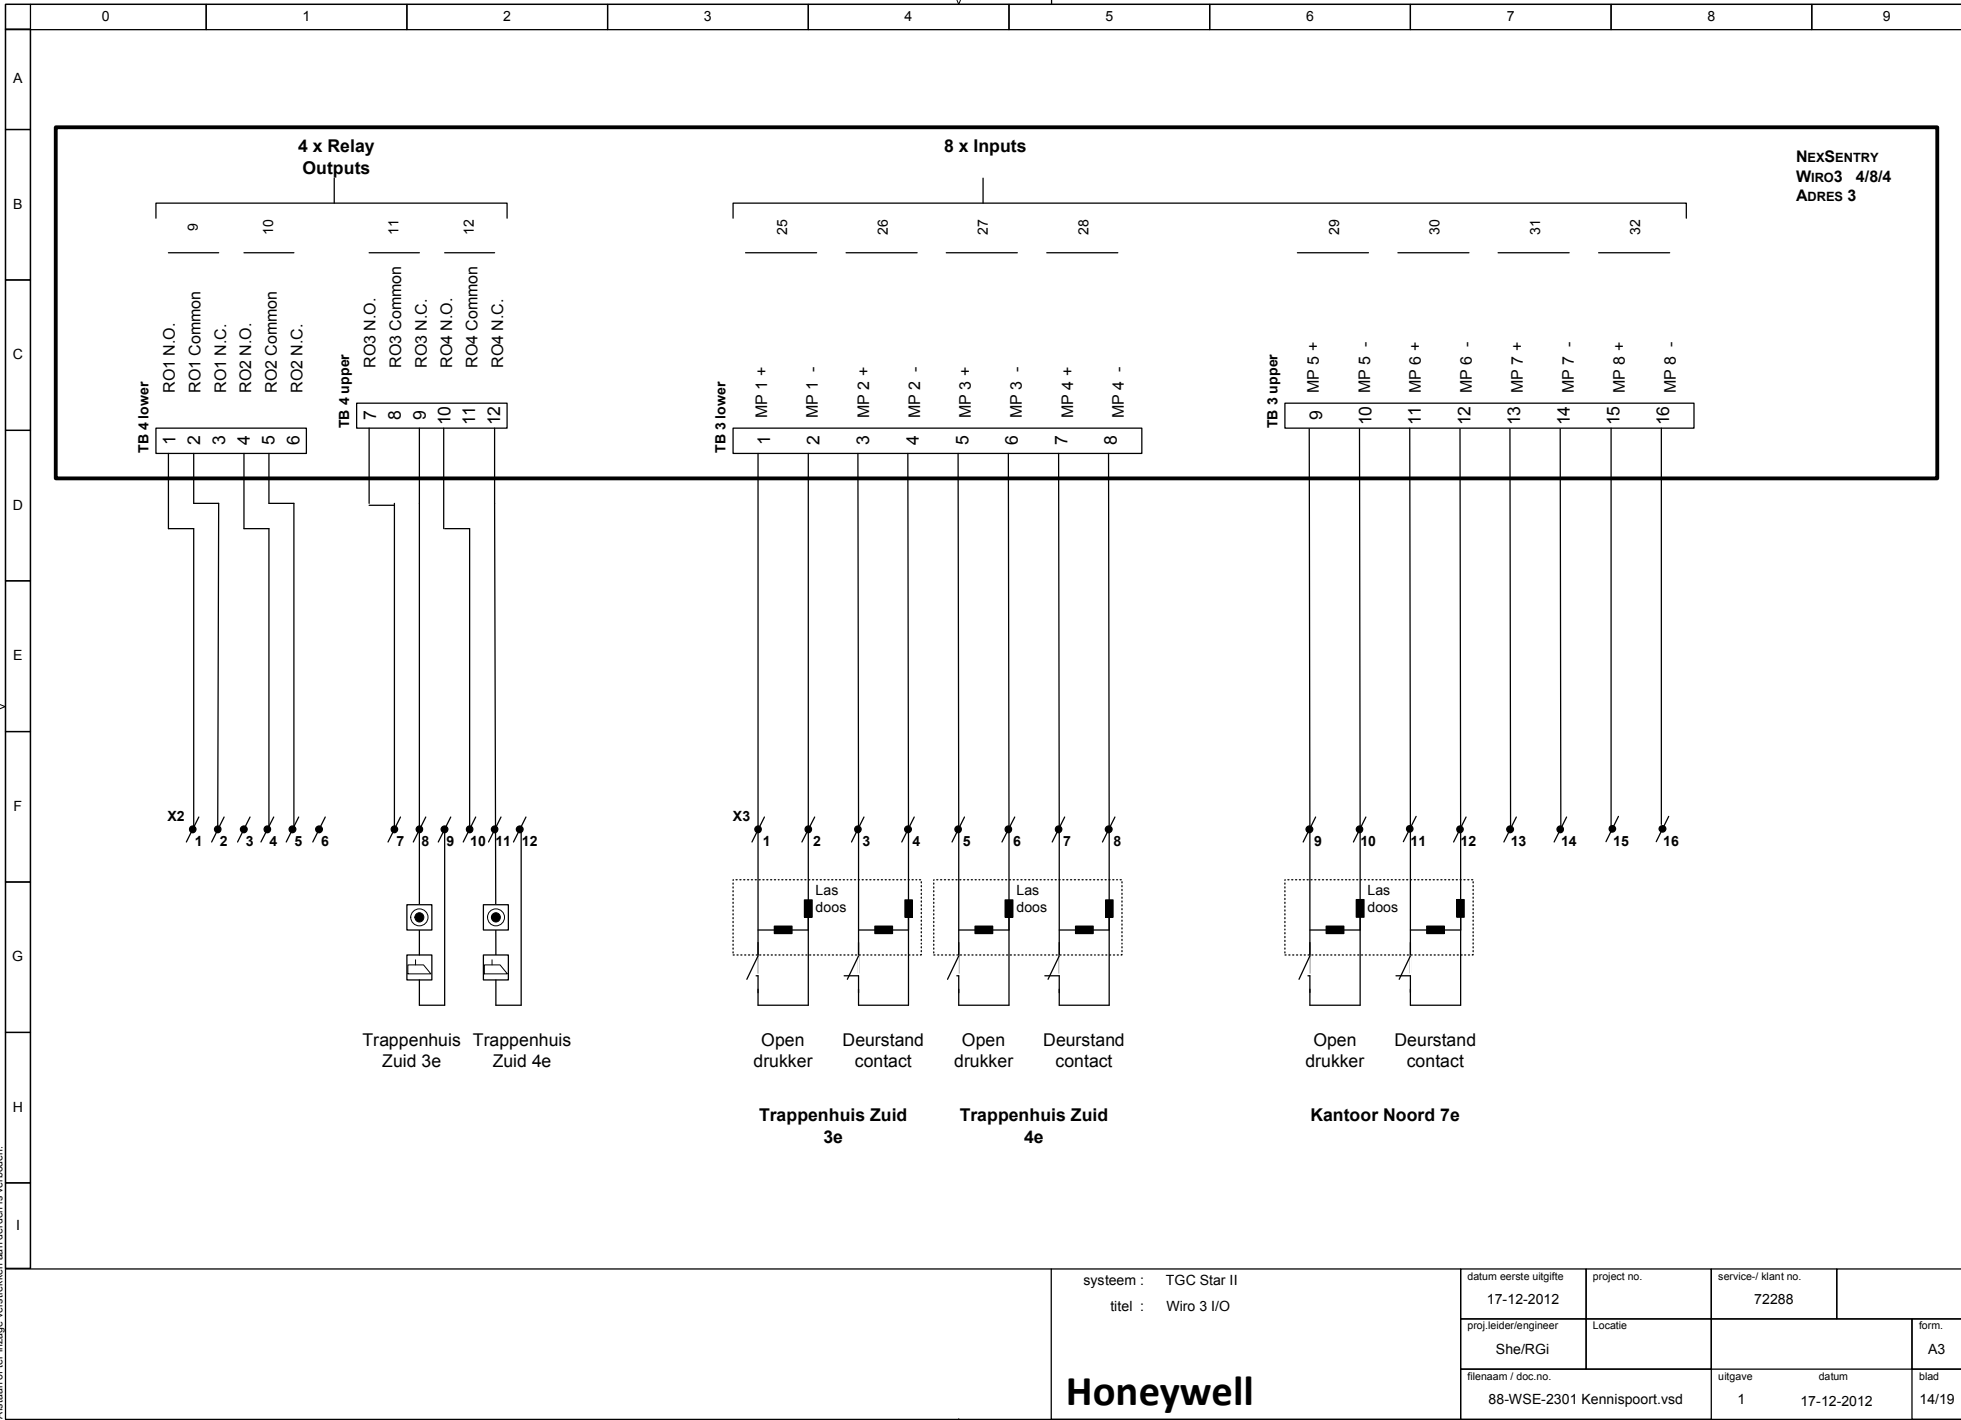 0 1 2 3 4 5 6 7 8 9
A
B
C
D
E
F
G
H
I
4 x Relay
Outputs
8 x Inputs
NEXSENTRY
WIRO3 4/8/4
ADRES 3
9 10 11 12
25 26 27 28 29 30 31 32
TB 4 lower
RO1 N.O.
RO1 Common
RO1 N.C.
RO2 N.O.
RO2 Common
RO2 N.C.
1 2 3 4 5 6
TB 4 upper
RO3 N.O.
RO3 Common
RO3 N.C.
RO4 N.O.
RO4 Common
RO4 N.C.
7 8 9 10 11 12
TB 3 lower
MP 1 +
MP 1 -
MP 2 +
MP 2 -
MP 3 +
MP 3 -
MP 4 +
MP 4 -
1 2 3 4 5 6 7 8
TB 3 upper
MP 5 +
MP 5 -
MP 6 +
MP 6 -
MP 7 +
MP 7 -
MP 8 +
MP 8 -
9 10 11 12 13 14 15 16
X2
1 2 3 4 5 6 7 8 9 10 11 12
X3
1 2 3 4 5 6 7 8 9 10 11 12 13 14 15 16
Las
doos
Las
doos
Las
doos
Trappenhuis
Zuid 3e
Trappenhuis
Zuid 4e
Open
drukker
Deurstand
contact
Open
drukker
Deurstand
contact
Open
drukker
Deurstand
contact
Trappenhuis Zuid
3e
Trappenhuis Zuid
4e
Kantoor Noord 7e
systeem : TGC Star II
titel : Wiro 3 I/O
Honeywell
datum eerste uitgifte
17-12-2012
project no.
service-/ klant no.
72288
proj.leider/engineer
She/RGi
Locatie
form.
A3
filenaam / doc.no.
88-WSE-2301 Kennispoort.vsd
uitgave
1
datum
17-12-2012
blad
14/19